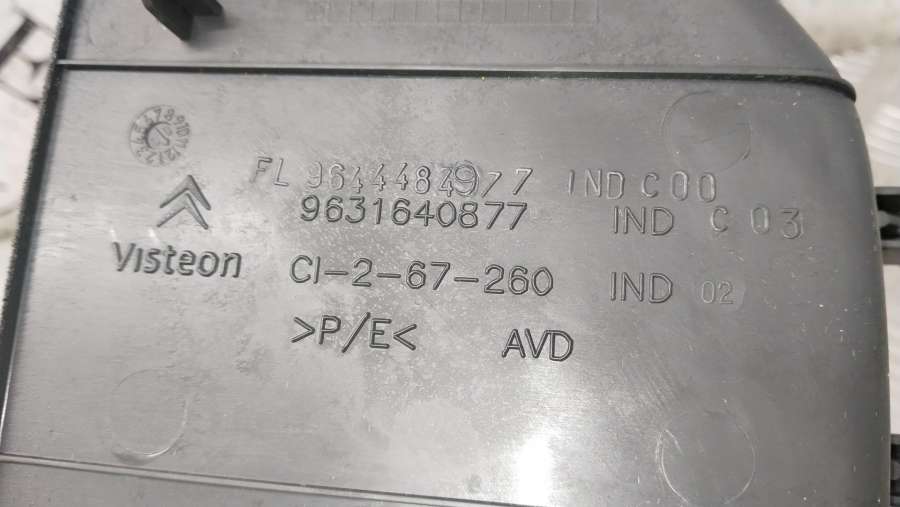 FL 9644484977 IND C00
9631640877 IND C 03
Visteon CI-2-67-260 IND 02
>P/E< AVD